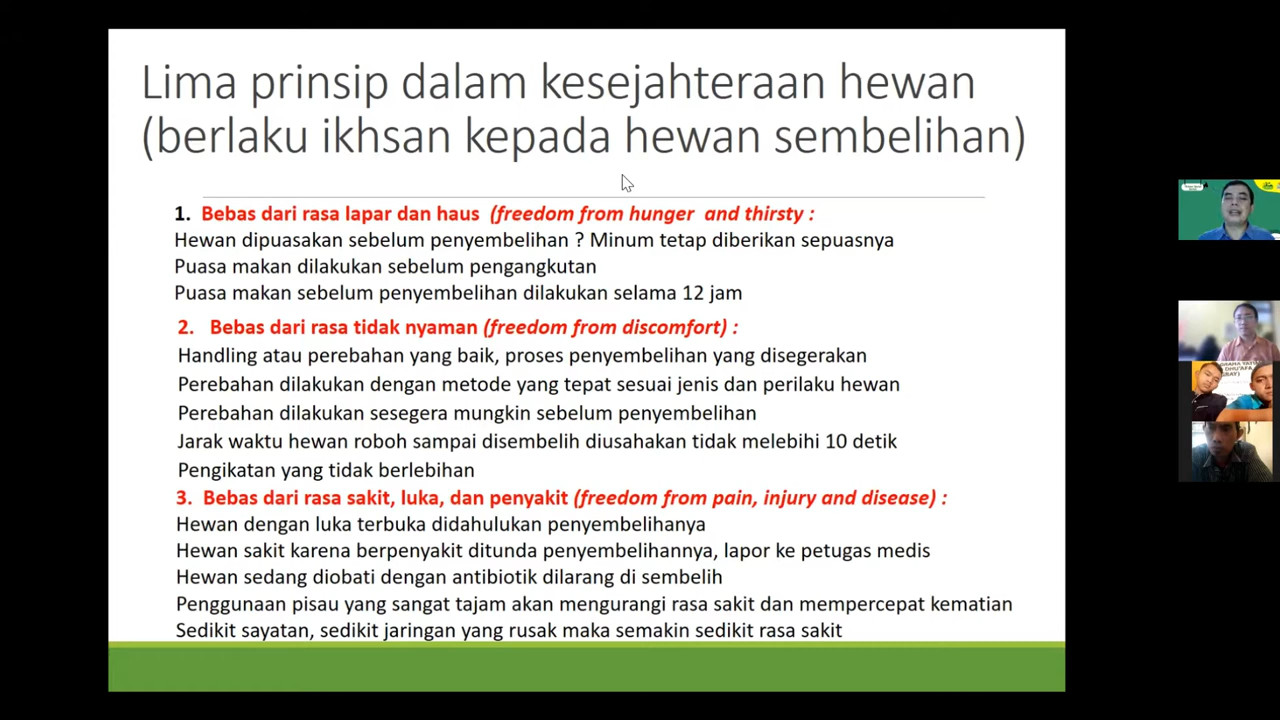 Lima prinsip dalam kesejahteraan hewan
(berlaku ikhsan kepada hewan sembelihan)
1. Bebas dari rasa lapar dan haus (freedom from hunger and thirsty :
Hewan dipuasakan sebelum penyembelihan ? Minum tetap diberikan sepuasnya
Puasa makan dilakukan sebelum pengangkutan
Puasa makan sebelum penyembelihan dilakukan selama 12 jam
2. Bebas dari rasa tidak nyaman (freedom from discomfort) :
Handling atau perebahan yang baik, proses penyembelihan yang disegerakan
Perebahan dilakukan dengan metode yang tepat sesuai jenis dan perilaku hewan
Perebahan dilakukan sesegera mungkin sebelum penyembelihan
Jarak waktu hewan roboh sampai disembelih diusahakan tidak melebihi 10 detik
Pengikatan yang tidak berlebihan
3. Bebas dari rasa sakit, luka, dan penyakit (freedom from pain, injury and disease) :
Hewan dengan luka terbuka didahulukan penyembelihanya
Hewan sakit karena berpenyakit ditunda penyembelihannya, lapor ke petugas medis
Hewan sedang diobati dengan antibiotik dilarang di sembelih
Penggunaan pisau yang sangat tajam akan mengurangi rasa sakit dan mempercepat kematian
Sedikit sayatan, sedikit jaringan yang rusak maka semakin sedikit rasa sakit